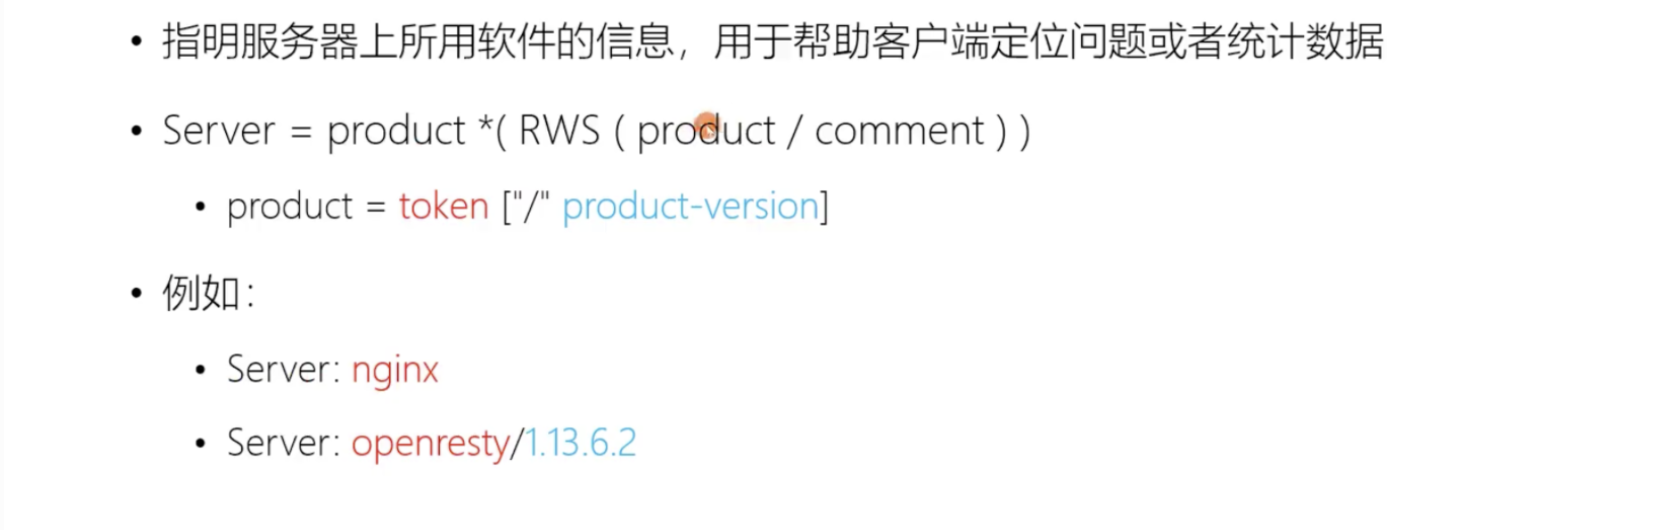 • 指明服务器上所用软件的信息，用于帮助客户端定位问题或者统计数据
• Server = product *( RWS ( product / comment ) )
• product = token ["/" product-version]
• 例如：
• Server: nginx
• Server: openresty/1.13.6.2